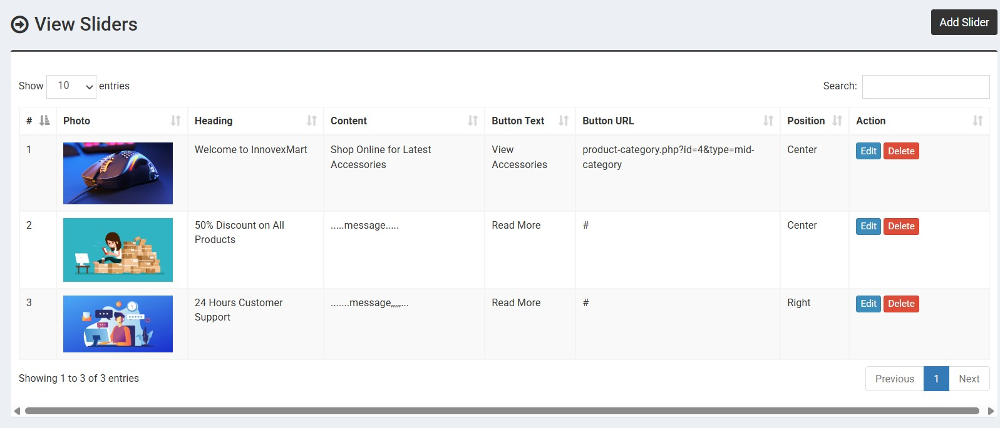 View Sliders
Add Slider
Show 10 entries
Search:
# Photo Heading Content Button Text Button URL Position Action
1 Welcome to InnovexMart Shop Online for Latest View product-category.php?id=4&type=mid- Center Edit Delete
Accessories Accessories category
2 50% Discount on All .....message..... Read More # Center Edit Delete
Products
3 24 Hours Customer .......message,,,,,... Read More # Right Edit Delete
Support
Showing 1 to 3 of 3 entries
Previous 1 Next